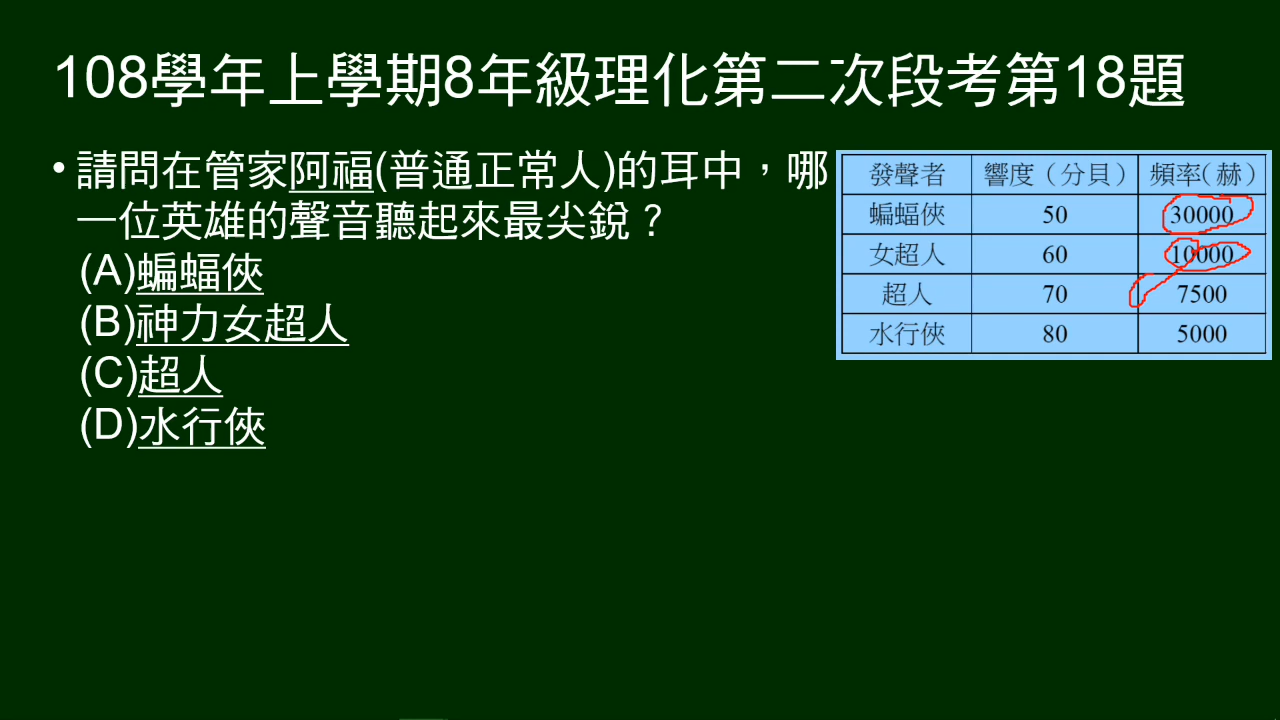 108學年上學期8年級理化第二次段考第18題
•請問在管家阿福(普通正常人)的耳中，哪
一位英雄的聲音聽起來最尖銳？
(A)蝙蝠俠
(B)神力女超人
(C)超人
(D)水行俠
發聲者 響度（分貝） 頻率（赫）
蝙蝠俠 50 30000
女超人 60 10000
超人 70 7500
水行俠 80 5000